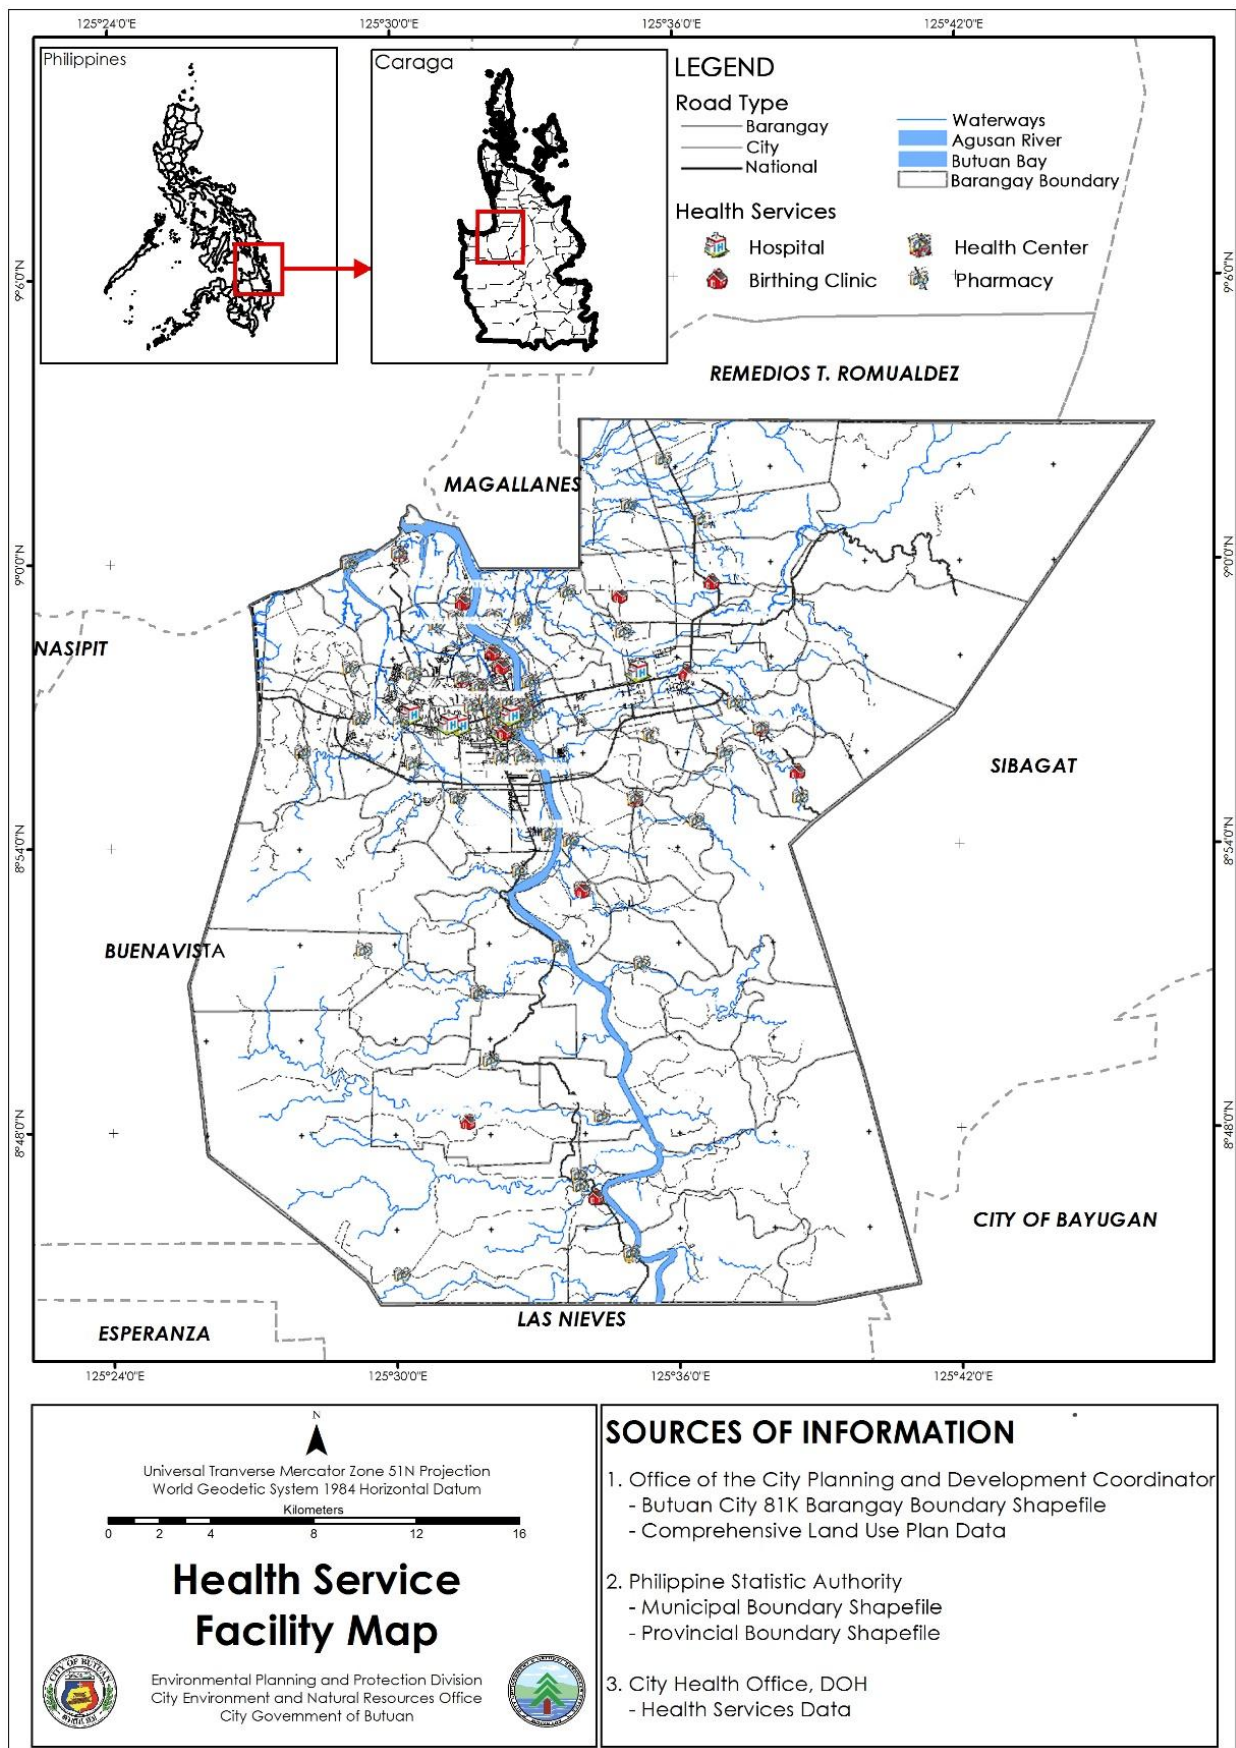 125°24'0"E
125°30'0"E
125°36'0"E
125°42'0"E
Philippines
Caraga
LEGEND
Road Type
Barangay
City
National
Waterways
Agusan River
Butuan Bay
Barangay Boundary
Health Services
Hospital
Birthing Clinic
Health Center
Pharmacy
9°6'0"N
9°6'0"N
REMEDIOS T. ROMUALDEZ
MAGALLANES
9°0'0"N
9°0'0"N
NASIPIT
SIBAGAT
8°54'0"N
8°54'0"N
BUENAVISTA
8°48'0"N
8°48'0"N
CITY OF BAYUGAN
LAS NIEVES
ESPERANZA
125°24'0"E
125°30'0"E
125°36'0"E
125°42'0"E
N
Universal Tranverse Mercator Zone 51N Projection
World Geodetic System 1984 Horizontal Datum
Kilometers
0 2 4 8 12 16
Health Service
Facility Map
Environmental Planning and Protection Division
City Environment and Natural Resources Office
City Government of Butuan
CITY OF BUTUAN
SOURCES OF INFORMATION
1. Office of the City Planning and Development Coordinator
- Butuan City 81K Barangay Boundary Shapefile
- Comprehensive Land Use Plan Data
2. Philippine Statistic Authority
- Municipal Boundary Shapefile
- Provincial Boundary Shapefile
3. City Health Office, DOH
- Health Services Data